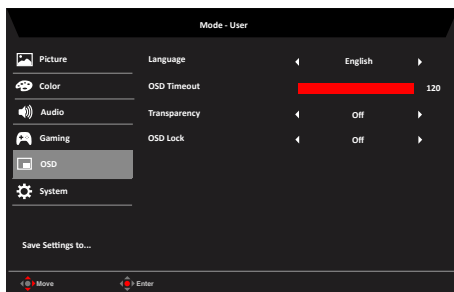 Mode - User
Picture
Language English
Color
OSD Timeout 120
Audio
Transparency Off
Gaming
OSD Lock Off
OSD
System
Save Settings to...
Move Enter